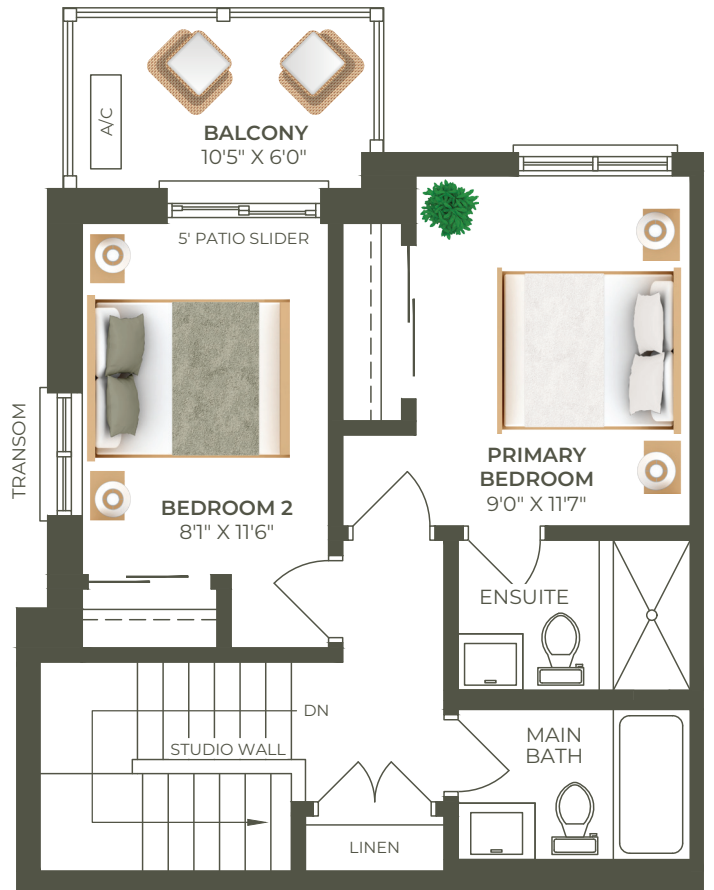 A/C
BALCONY
10'5" X 6'0"
5' PATIO SLIDER
TRANSOM
PRIMARY
BEDROOM
9'0" X 11'7"
BEDROOM 2
8'1" X 11'6"
ENSUITE
DN
STUDIO WALL
MAIN
BATH
LINEN